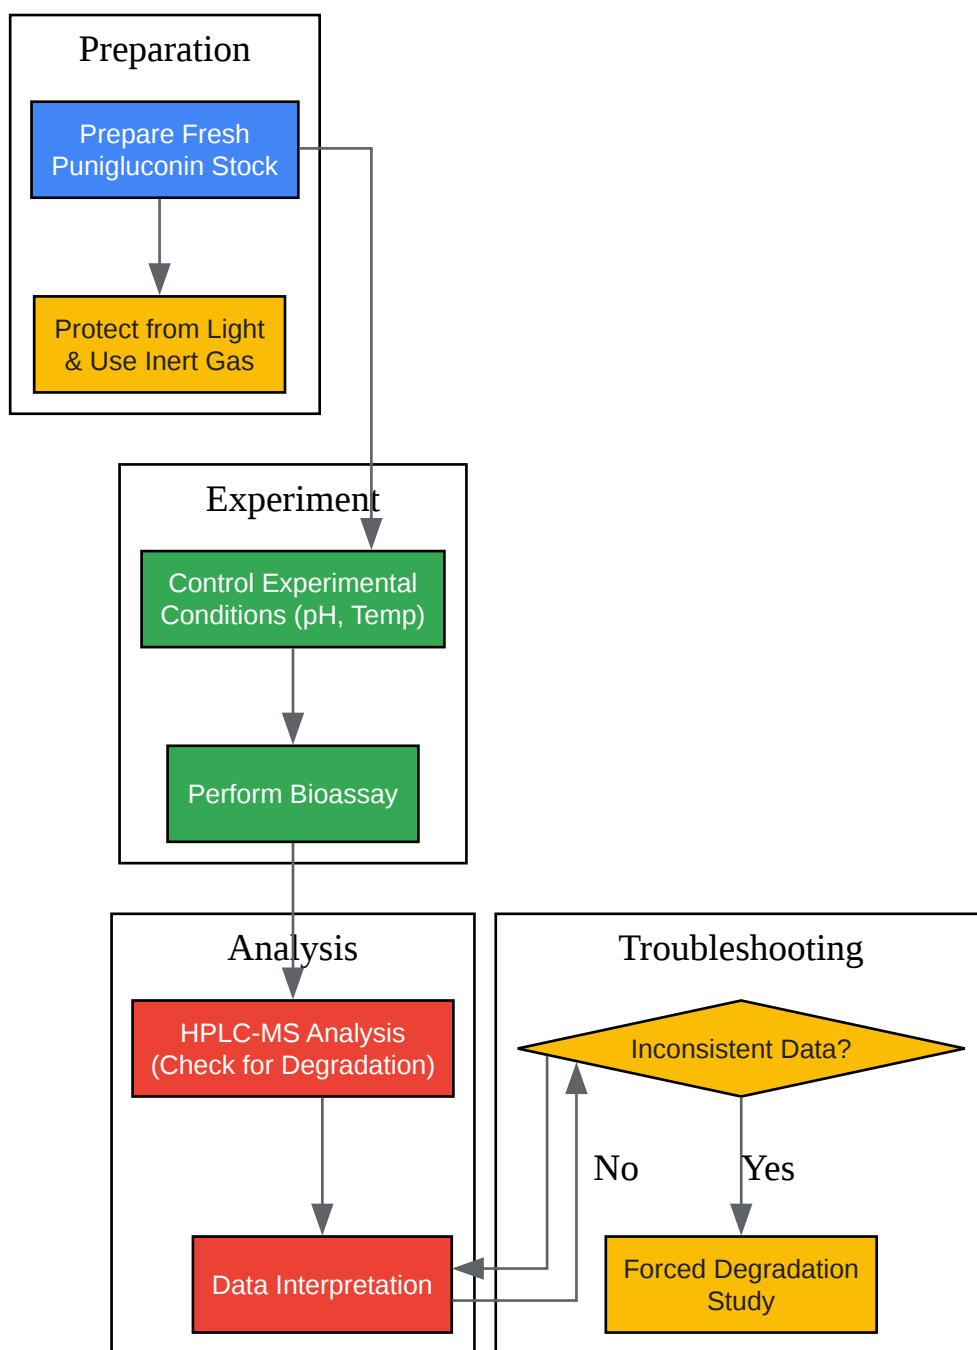 Preparation
Prepare Fresh
Punigluconin Stock
Protect from Light
& Use Inert Gas
Experiment
Control Experimental
Conditions (pH, Temp)
Perform Bioassay
Analysis
HPLC-MS Analysis
(Check for Degradation)
Data Interpretation
Troubleshooting
Inconsistent Data?
No
Yes
Forced Degradation
Study